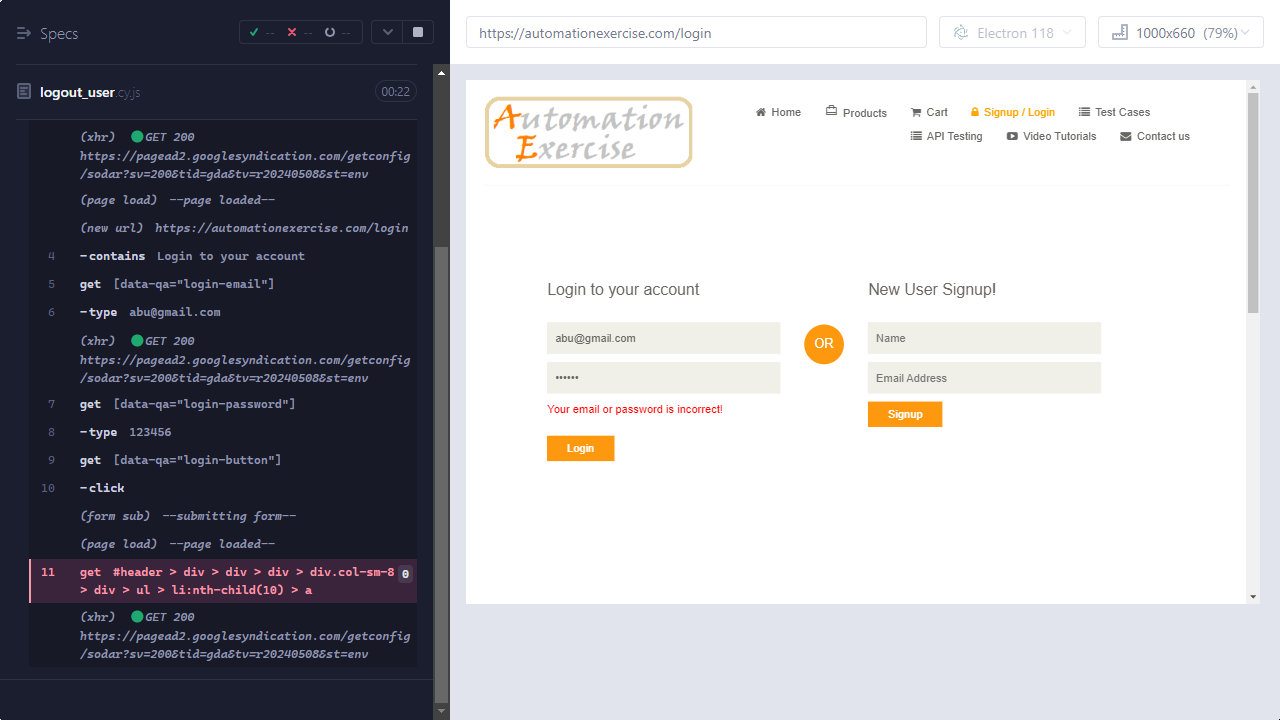 Specs
--
--
--
logout_user.cy.js
00:22
(xhr) GET 200
https://pagead2.googlesyndication.com/getconfig
/sodar?sv=200&tid=gda&tv=r20240508&st=env
(page load) --page loaded--
(new url) https://automationexercise.com/login
4 -contains Login to your account
5 get [data-qa="login-email"]
6 -type abu@gmail.com
(xhr) GET 200
https://pagead2.googlesyndication.com/getconfig
/sodar?sv=200&tid=gda&tv=r20240508&st=env
7 get [data-qa="login-password"]
8 -type 123456
9 get [data-qa="login-button"]
10 -click
(form sub) --submitting form--
(page load) --page loaded--
11 get #header > div > div > div > div.col-sm-8 0
> div > ul > li:nth-child(10) > a
(xhr) GET 200
https://pagead2.googlesyndication.com/getconfig
/sodar?sv=200&tid=gda&tv=r20240508&st=env
https://automationexercise.com/login
Electron 118
1000x660 (79%)
Automation
Exercise
Home
Products
Cart
Signup / Login
Test Cases
API Testing
Video Tutorials
Contact us
Login to your account
abu@gmail.com
••••••
Your email or password is incorrect!
Login
OR
New User Signup!
Name
Email Address
Signup